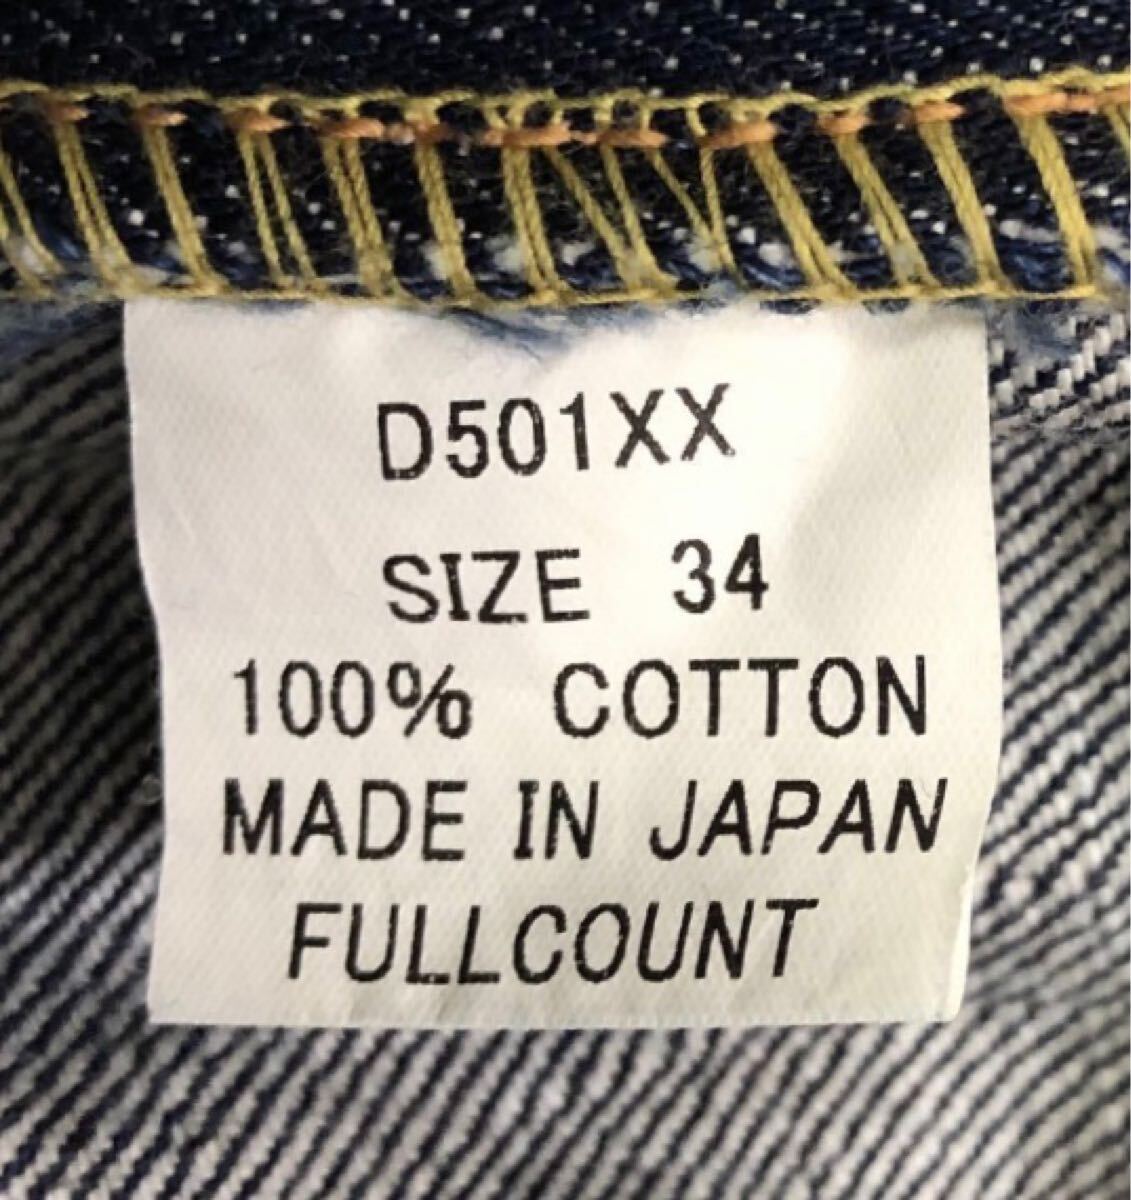 D501XX
SIZE 34
100% COTTON
MADE IN JAPAN
FULLCOUNT